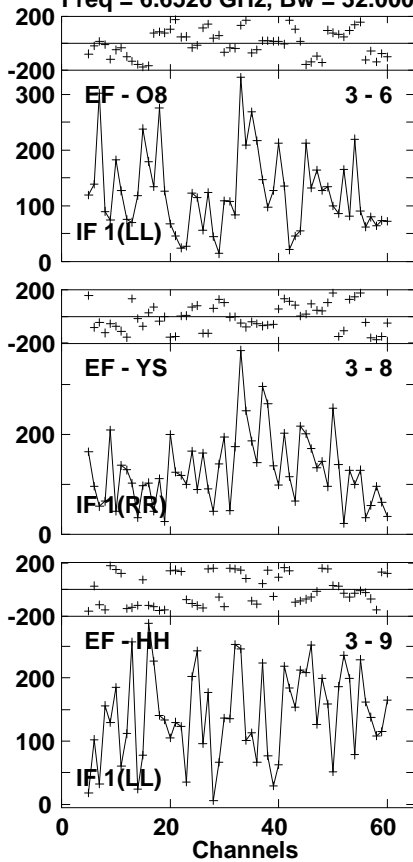 Freq = 6.6526 GHz, Bw = 32.000
200
-200
300
EF - O8 3 - 6
200
100
IF 1(LL)
0
200
-200
EF - YS 3 - 8
200
IF 1(RR)
0
200
-200
EF - HH 3 - 9
200
100
IF 1(LL)
0
0 20 40 60
Channels